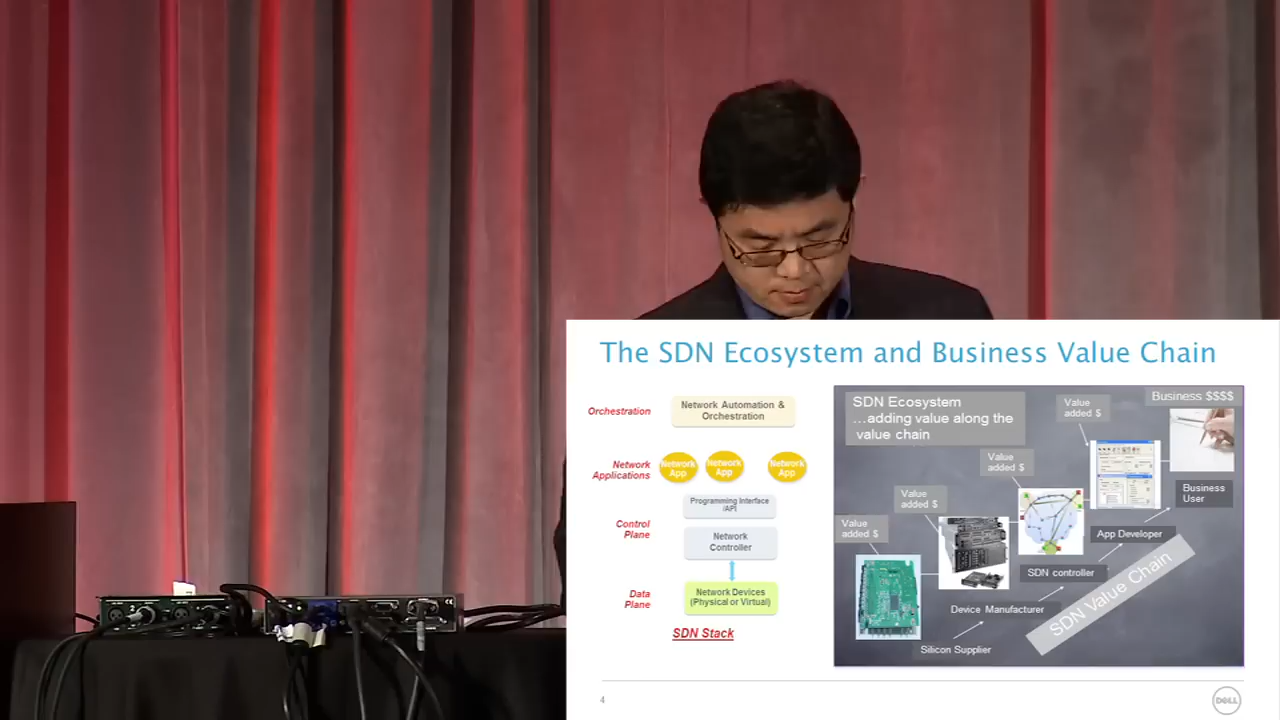 The SDN Ecosystem and Business Value Chain
Orchestration
Network Automation &
Orchestration
Network
Applications
Network
App
Network
App
Network
App
Programming Interface
/API
Control
Plane
Network
Controller
Data
Plane
Network Devices
(Physical or Virtual)
SDN Stack
SDN Ecosystem
...adding value along the
value chain
Value
added $
Business $$$$
Value
added $
Value
added $
Value
added $
Business
User
App Developer
SDN controller
Device Manufacturer
Silicon Supplier
SDN Value Chain
4
DELL